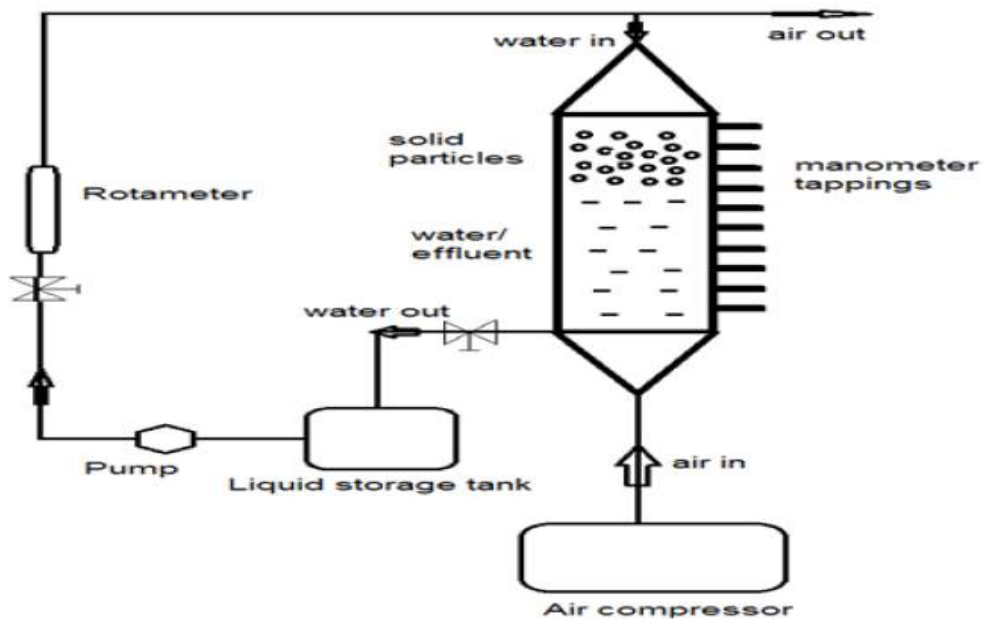 water in
air out
solid
particles
manometer
tappings
Rotameter
water/
effluent
water out
Pump
air in
Liquid storage tank
Air compressor